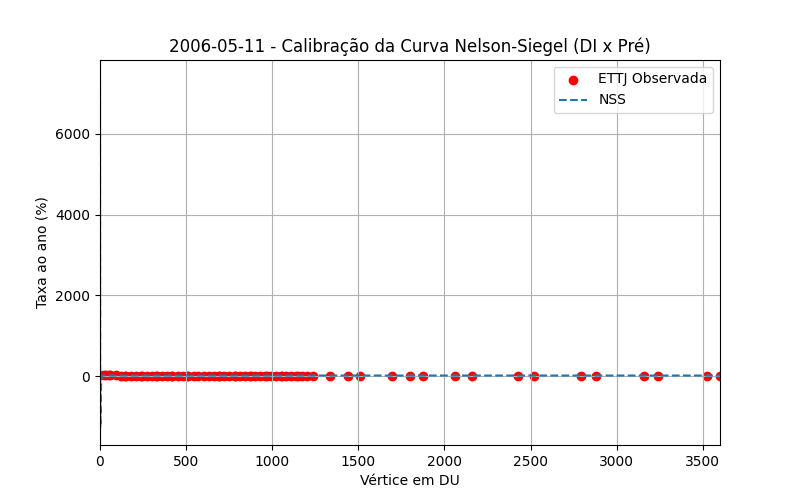 2006-05-11 - Calibração da Curva Nelson-Siegel (DI x Pré)
ETTJ Observada
NSS
Taxa ao ano (%)
6000
4000
2000
0
0 500 1000 1500 2000 2500 3000 3500
Vértice em DU